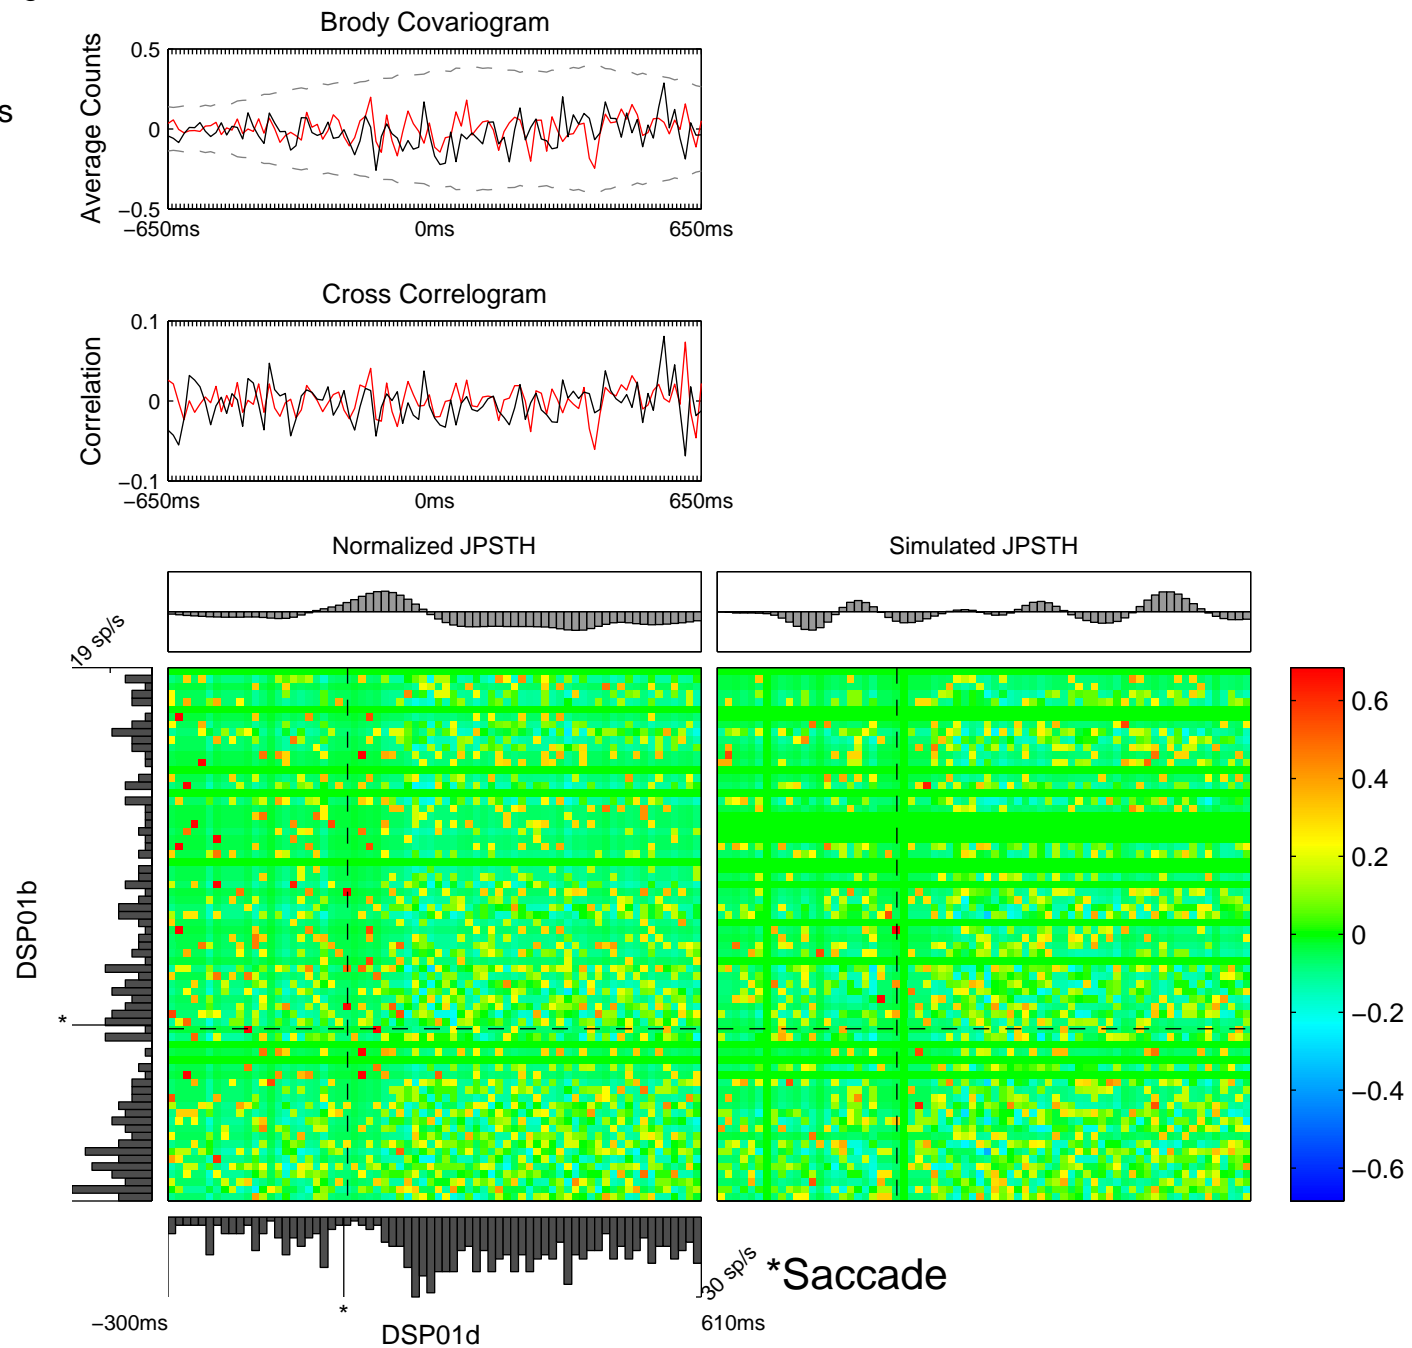 g
Brody Covariogram
s
Average Counts
0.5
0
−0.5
−650ms
0ms
650ms
Cross Correlogram
Correlation
0.1
0
−0.1
−650ms
0ms
650ms
Normalized JPSTH
Simulated JPSTH
19 sp/s
DSP01b
*
0.6
0.4
0.2
0
−0.2
−0.4
−0.6
30 sp/s
*Saccade
*
−300ms
DSP01d
610ms